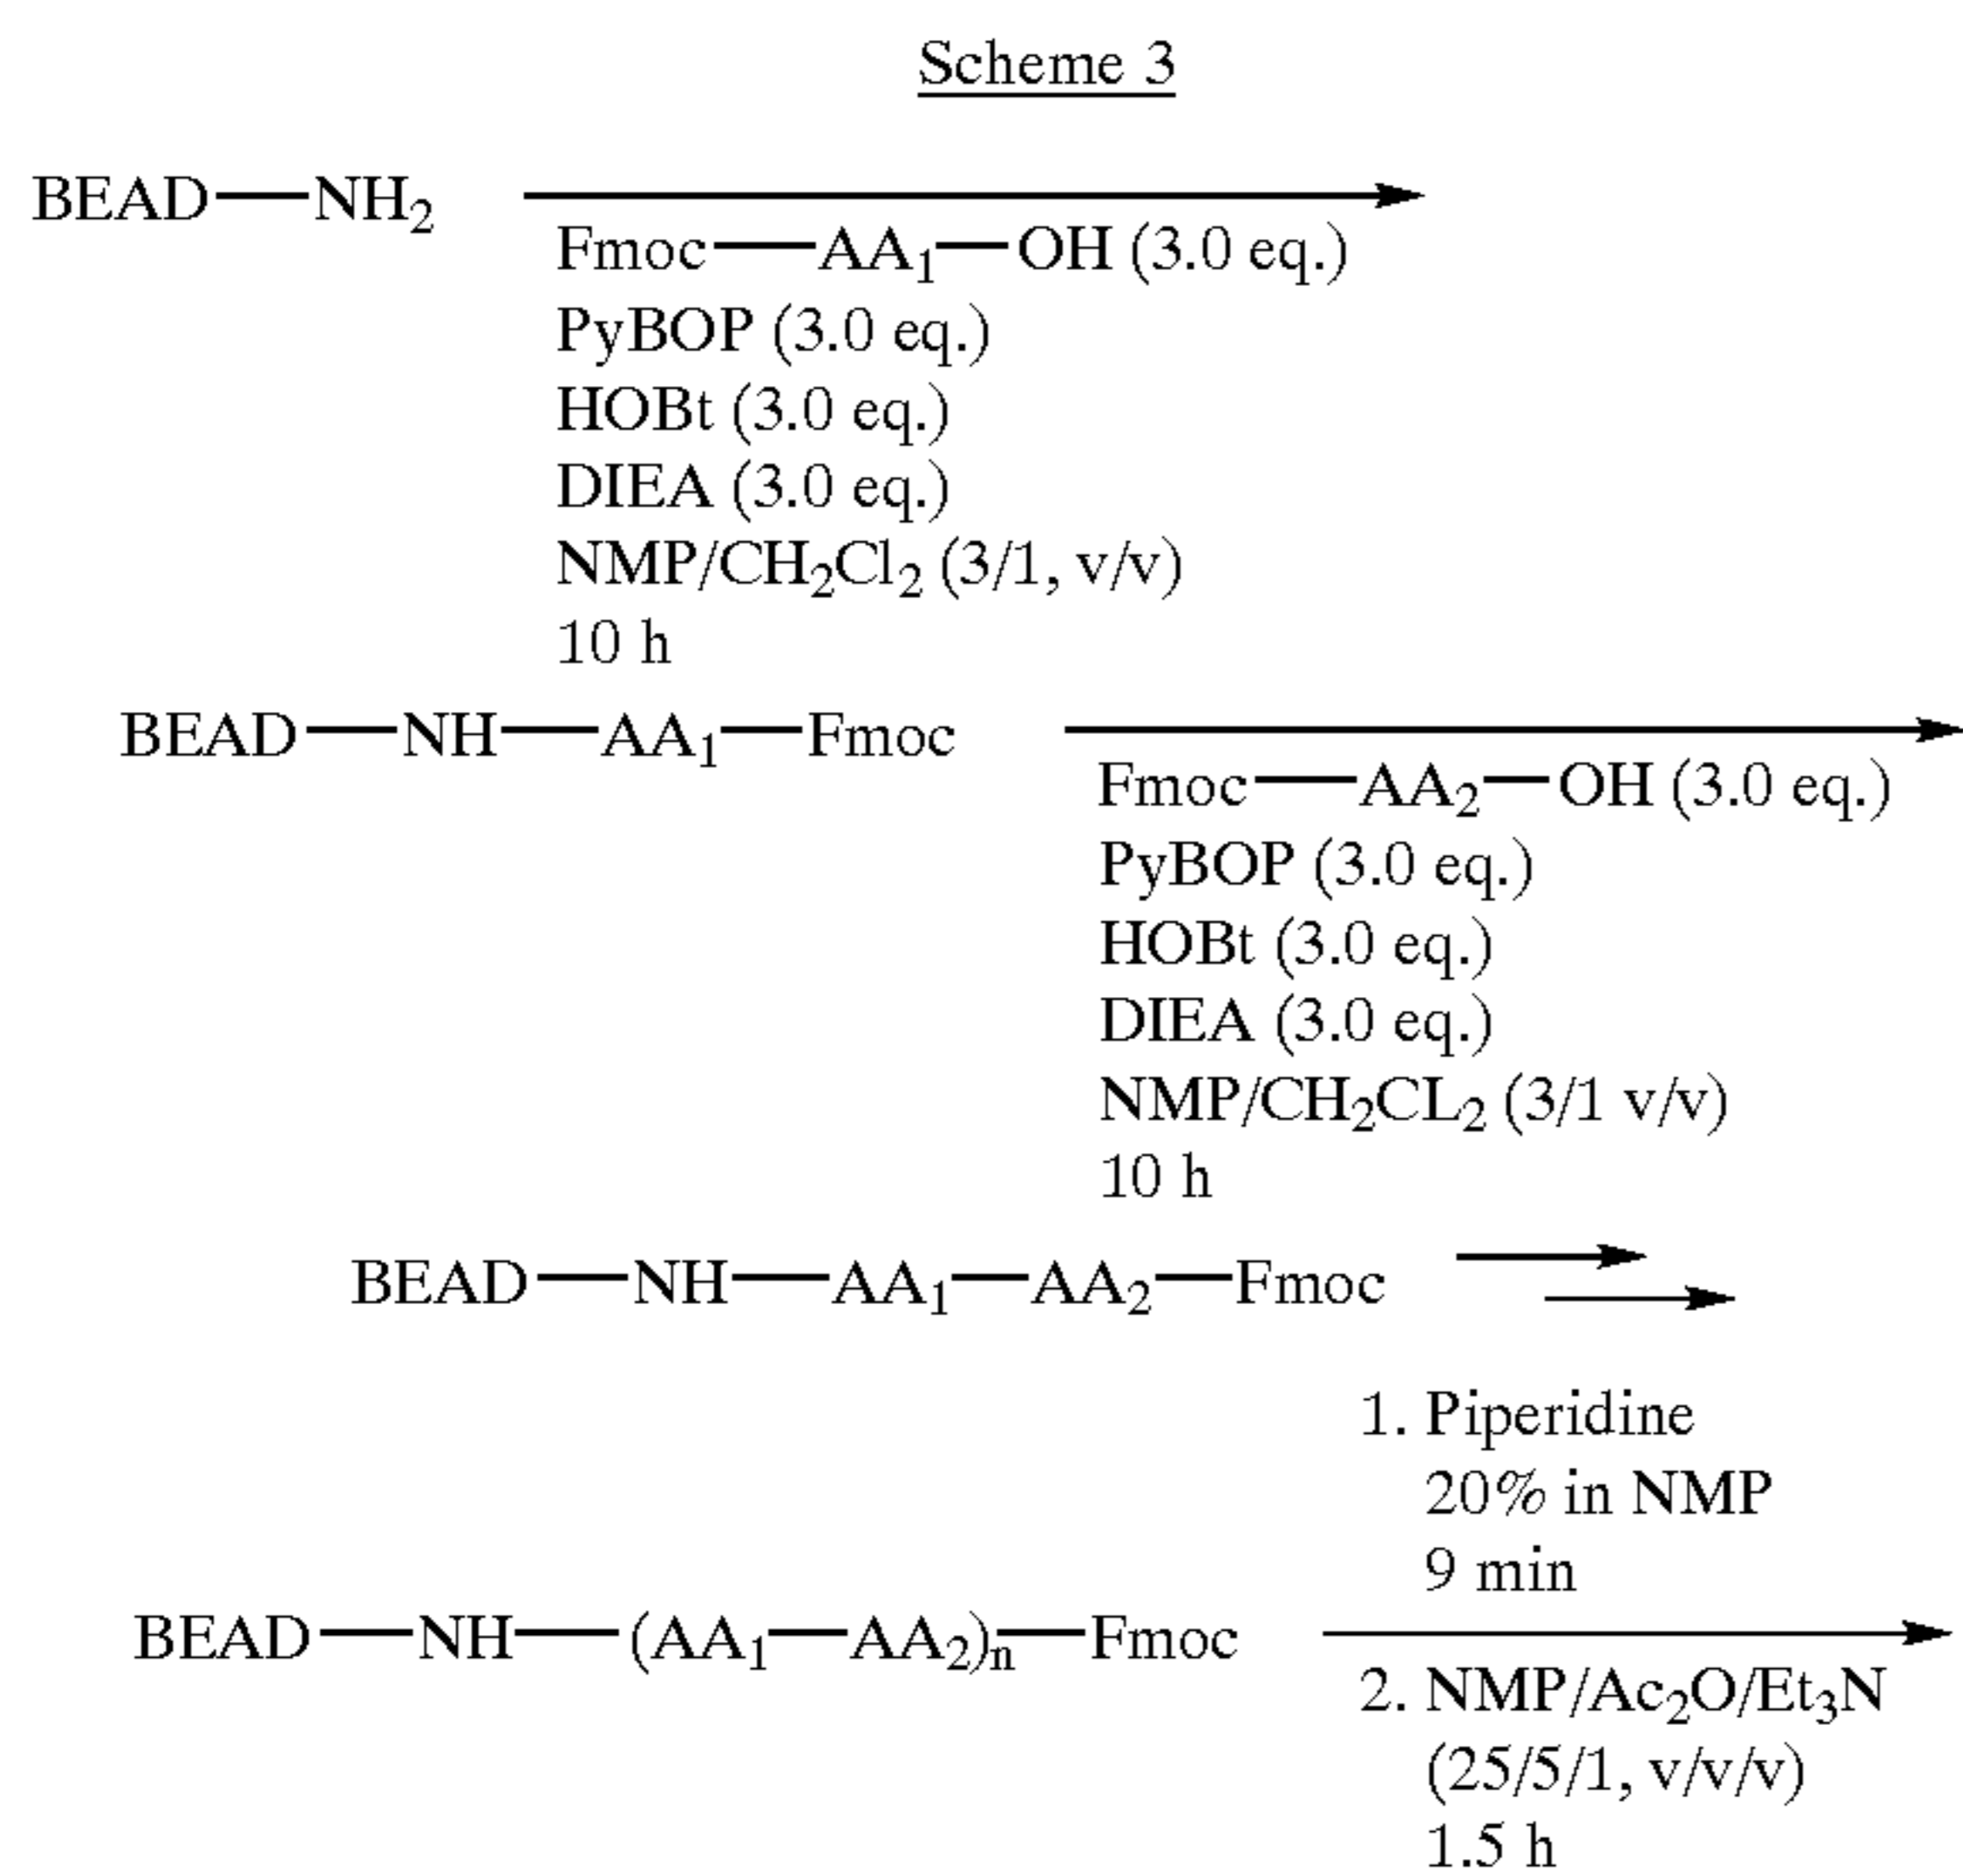 Scheme 3
BEAD—NH₂
Fmoc—AA₁—OH (3.0 eq.)
PyBOP (3.0 eq.)
HOBt (3.0 eq.)
DIEA (3.0 eq.)
NMP/CH₂Cl₂ (3/1, v/v)
10 h
BEAD—NH—AA₁—Fmoc
Fmoc—AA₂—OH (3.0 eq.)
PyBOP (3.0 eq.)
HOBt (3.0 eq.)
DIEA (3.0 eq.)
NMP/CH₂CL₂ (3/1 v/v)
10 h
BEAD—NH—AA₁—AA₂—Fmoc
1. Piperidine
20% in NMP
9 min
BEAD—NH—(AA₁—AA₂)ₙ—Fmoc
2. NMP/Ac₂O/Et₃N
(25/5/1, v/v/v)
1.5 h